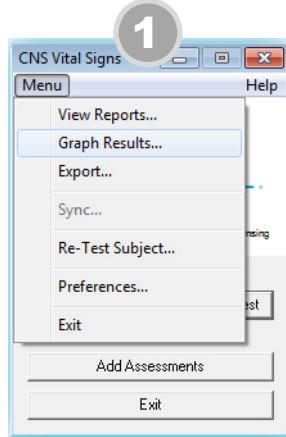 1
CNS Vital Signs
Menu Help
View Reports...
Graph Results...
Export...
Sync...
Re-Test Subject...
Preferences...
Exit
Add Assessments
Exit